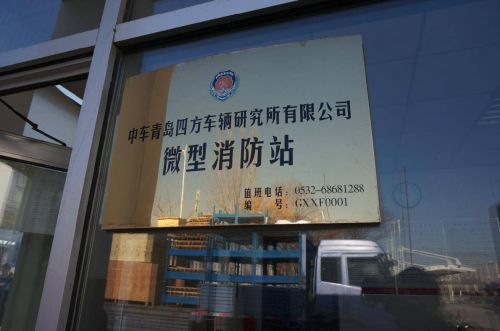 中车青岛四方车辆研究所有限公司
微型消防站
值班电话：0532-68681288
编　　号：GXXF0001